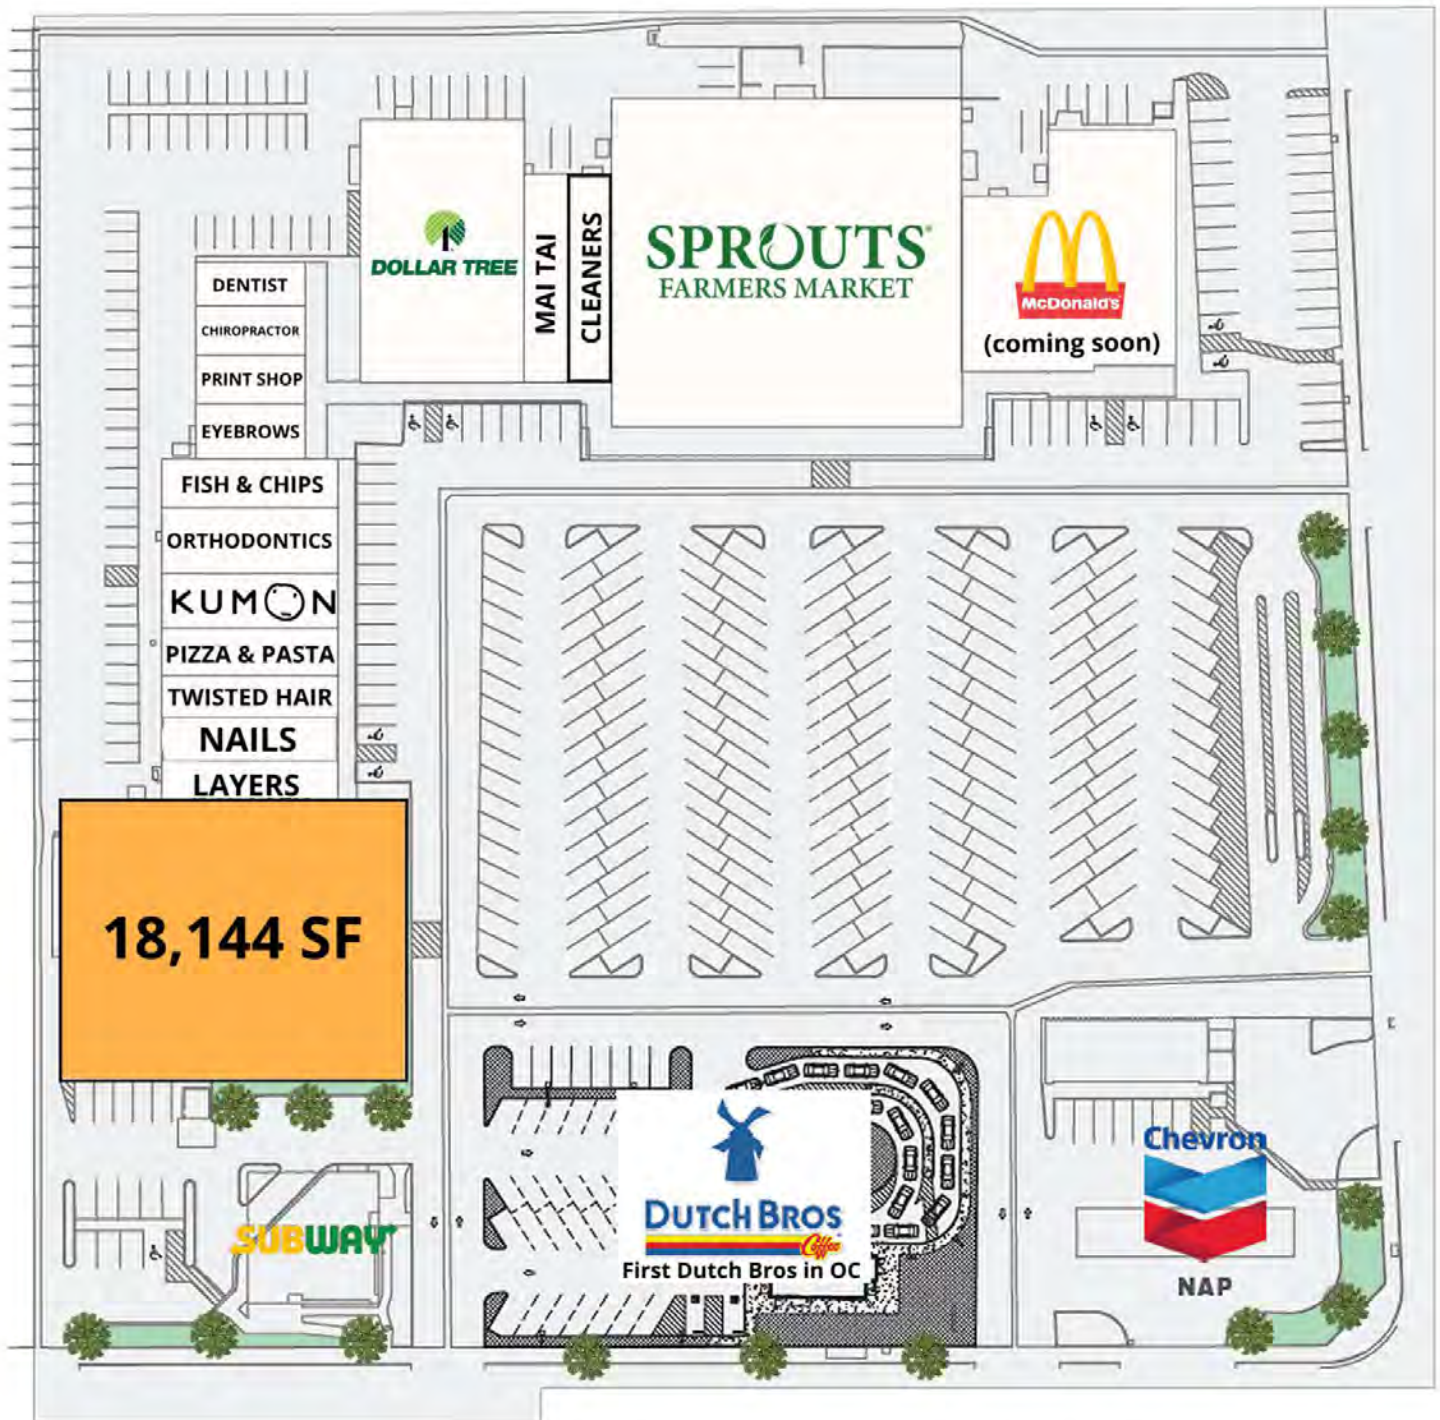 DOLLAR TREE
MAI TAI
CLEANERS
SPROUTS
FARMERS MARKET
McDonald's
(coming soon)
DENTIST
CHIROPRACTOR
PRINT SHOP
EYEBROWS
FISH & CHIPS
ORTHODONTICS
KUMON
PIZZA & PASTA
TWISTED HAIR
NAILS
LAYERS
18,144 SF
SUBWAY
DUTCH BROS
Coffee
First Dutch Bros in OC
Chevron
NAP